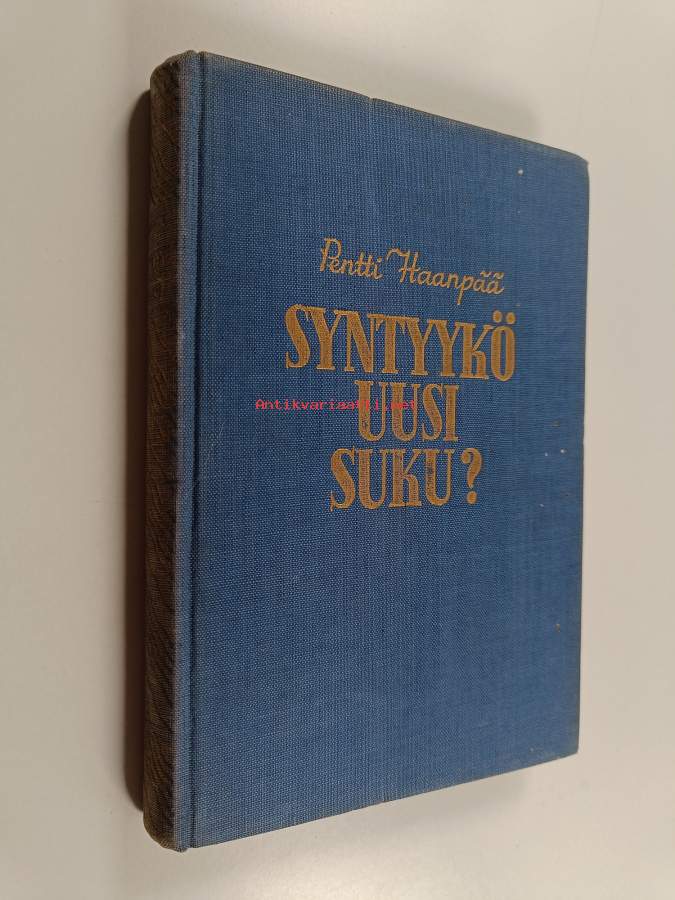 Pentti Haanpää
SYNTYYKÖ
Antikvariaatti.net
UUSI
SUKU?